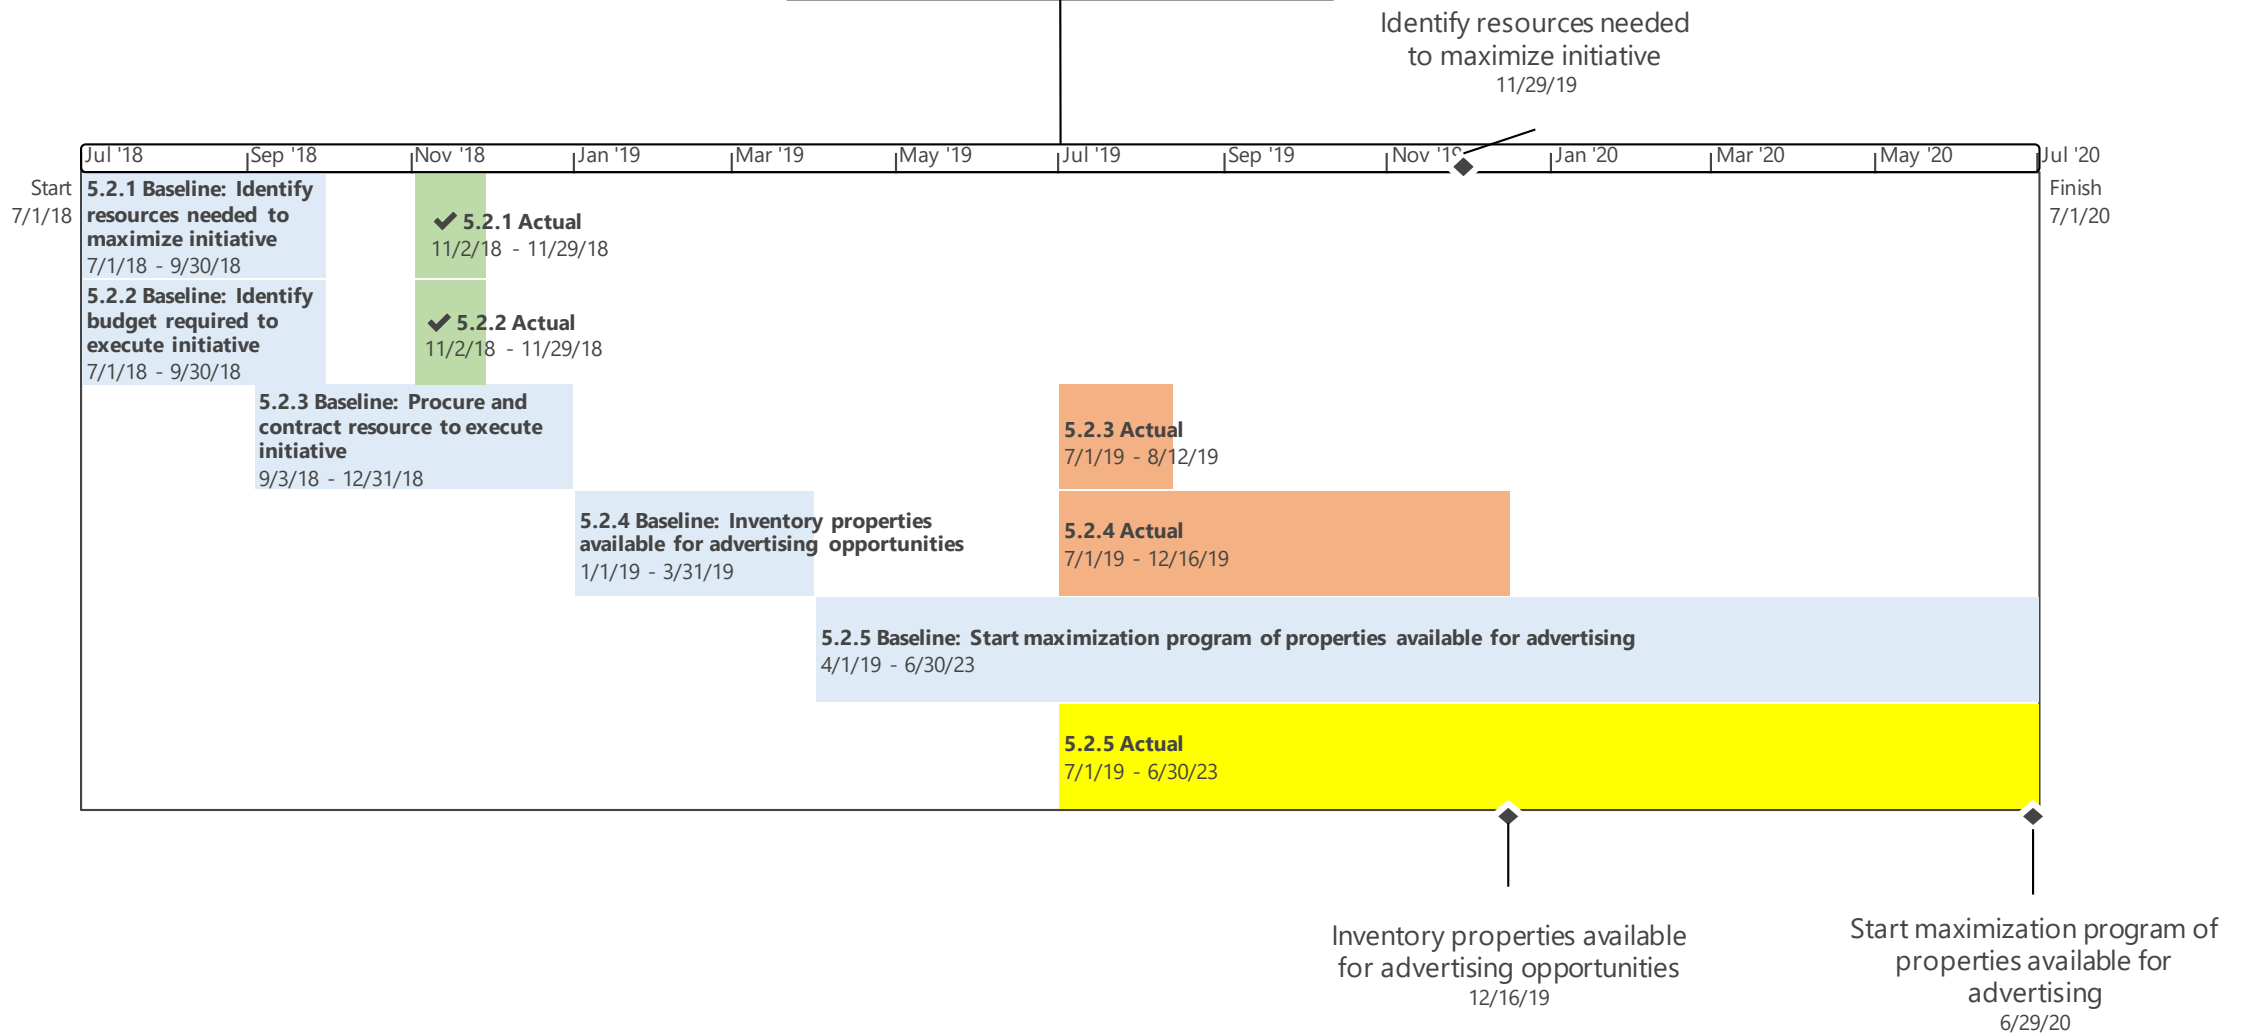 Identify resources needed
to maximize initiative
11/29/19
Jul '18 Sep '18 Nov '18 Jan '19 Mar '19 May '19 Jul '19 Sep '19 Nov '19 Jan '20 Mar '20 May '20 Jul '20
Start
7/1/18
Finish
7/1/20
5.2.1 Baseline: Identify
resources needed to
maximize initiative
7/1/18 - 9/30/18
✔ 5.2.1 Actual
11/2/18 - 11/29/18
5.2.2 Baseline: Identify
budget required to
execute initiative
7/1/18 - 9/30/18
✔ 5.2.2 Actual
11/2/18 - 11/29/18
5.2.3 Baseline: Procure and
contract resource to execute
initiative
9/3/18 - 12/31/18
5.2.3 Actual
7/1/19 - 8/12/19
5.2.4 Baseline: Inventory properties
available for advertising opportunities
1/1/19 - 3/31/19
5.2.4 Actual
7/1/19 - 12/16/19
5.2.5 Baseline: Start maximization program of properties available for advertising
4/1/19 - 6/30/23
5.2.5 Actual
7/1/19 - 6/30/23
Inventory properties available
for advertising opportunities
12/16/19
Start maximization program of
properties available for
advertising
6/29/20